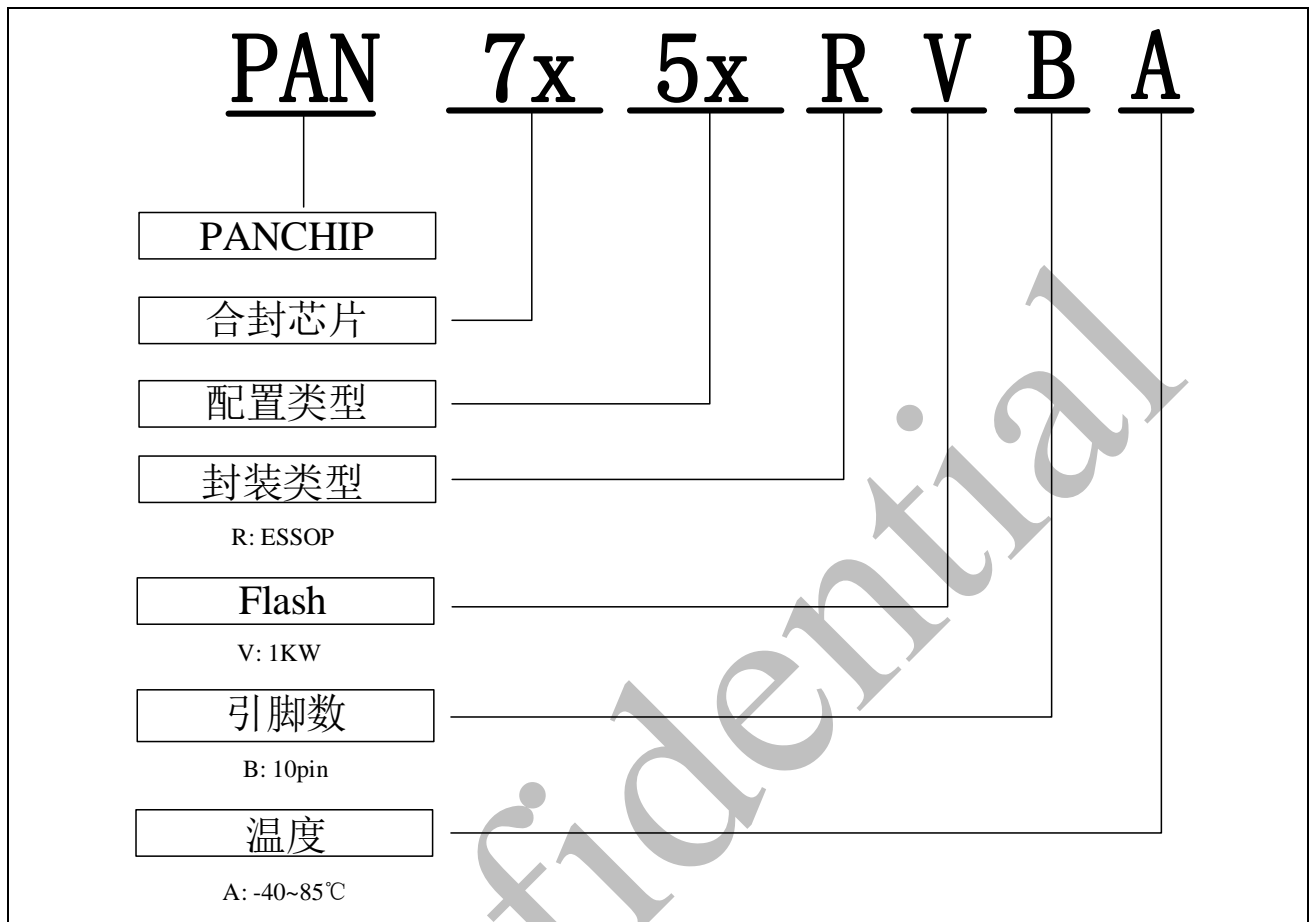 PAN 7x 5x R V B A
PANCHIP
合封芯片
配置类型
封装类型
R: ESSOP
Flash
V: 1KW
引脚数
B: 10pin
温度
A: -40~85℃
fidential